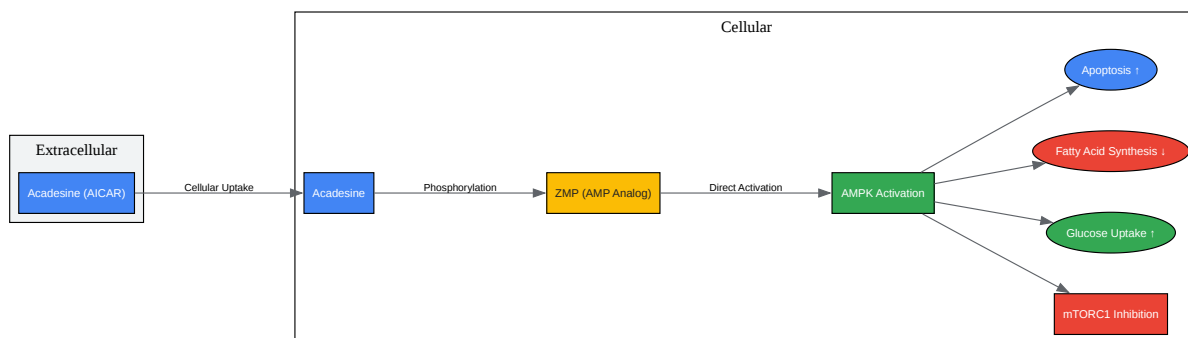 Cellular
Extracellular
Acadesine (AICAR)
Cellular Uptake
Acadesine
Phosphorylation
ZMP (AMP Analog)
Direct Activation
AMPK Activation
Apoptosis ↑
Fatty Acid Synthesis ↓
Glucose Uptake ↑
mTORC1 Inhibition